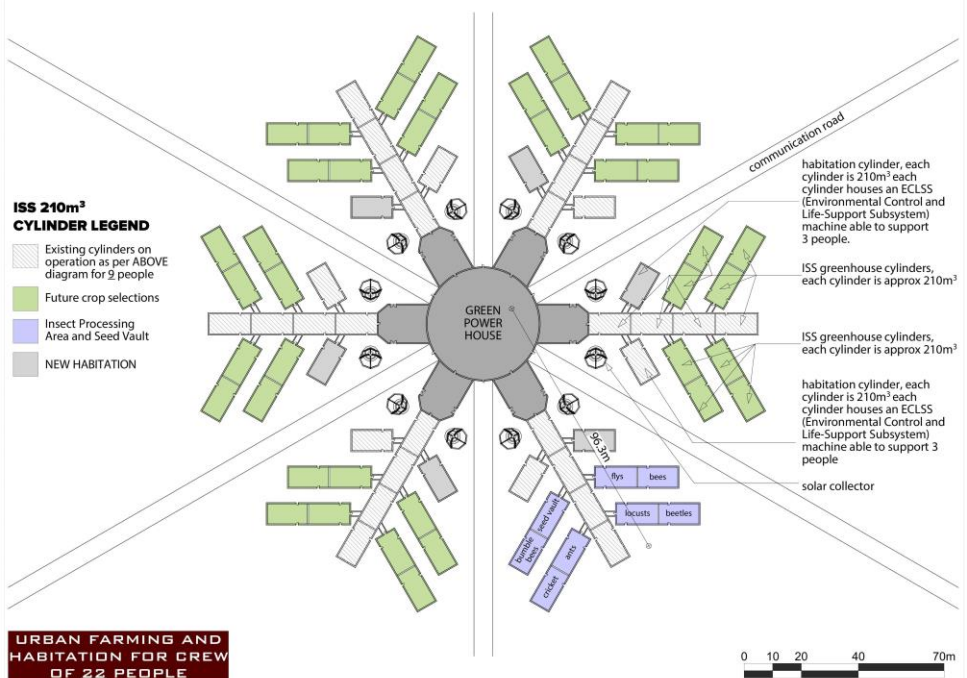 communication road
habitation cylinder, each
cylinder is 210m³ each
cylinder houses an ECLSS
(Environmental Control and
Life-Support Subsystem)
machine able to support
3 people.
ISS 210m³
CYLINDER LEGEND
Existing cylinders on
operation as per ABOVE
diagram for 9 people
Future crop selections
Insect Processing
Area and Seed Vault
NEW HABITATION
GREEN
POWER
HOUSE
ISS greenhouse cylinders,
each cylinder is approx 210m³
ISS greenhouse cylinders,
each cylinder is approx 210m³
habitation cylinder, each
cylinder is 210m³ each
cylinder houses an ECLSS
(Environmental Control and
Life-Support Subsystem)
machine able to support 3
people
solar collector
96.3m
flys
bees
locusts
beetles
seed vault
bumble
bees
ants
cricket
URBAN FARMING AND
HABITATION FOR CREW
OF 22 PEOPLE
0 10 20 40 70m